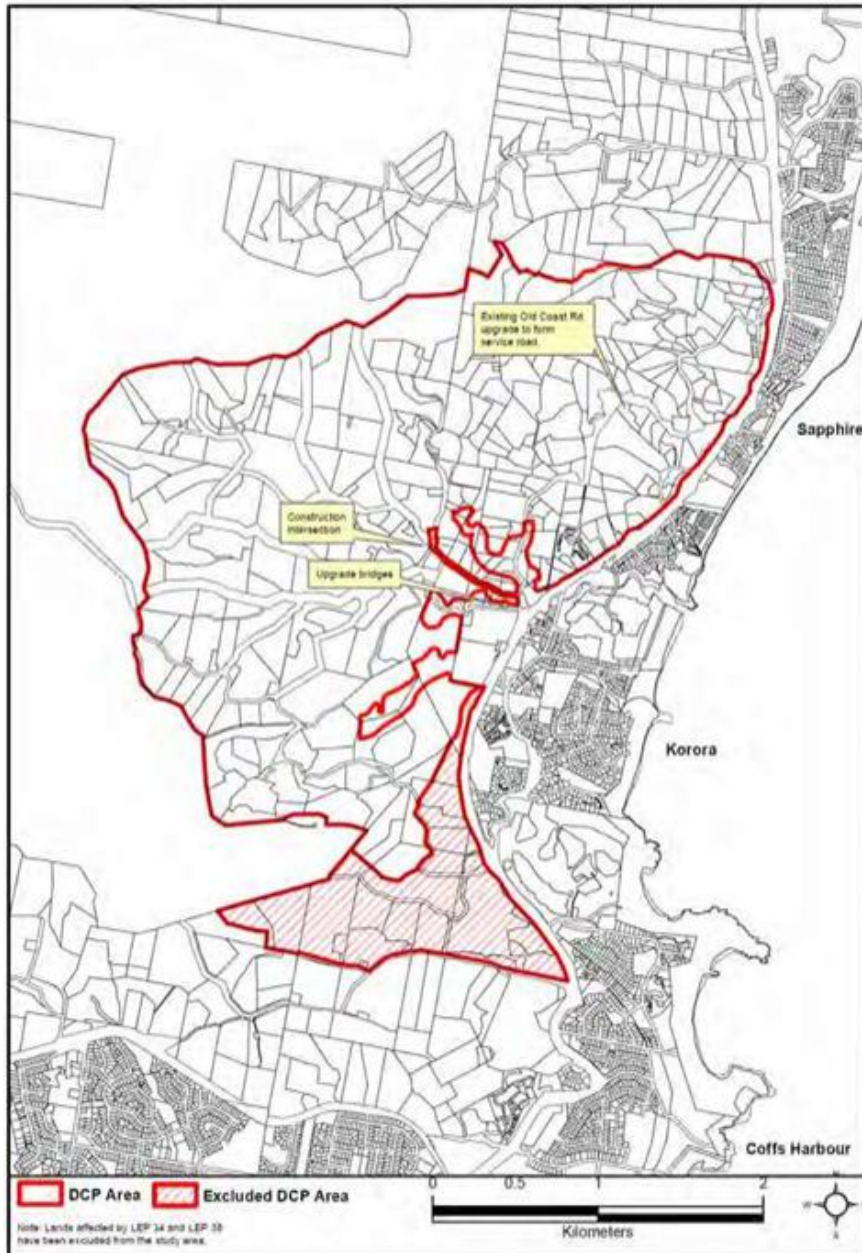 Existing Old Coast Rd
upgrade to form
service road.
Sapphire
Construction
intersection
Upgrade bridges
Korora
Coffs Harbour
DCP Area
Excluded DCP Area
0 0.5 1 2
Kilometers
Note: Lands affected by LEP 34 and LEP 38
have been excluded from the study area.